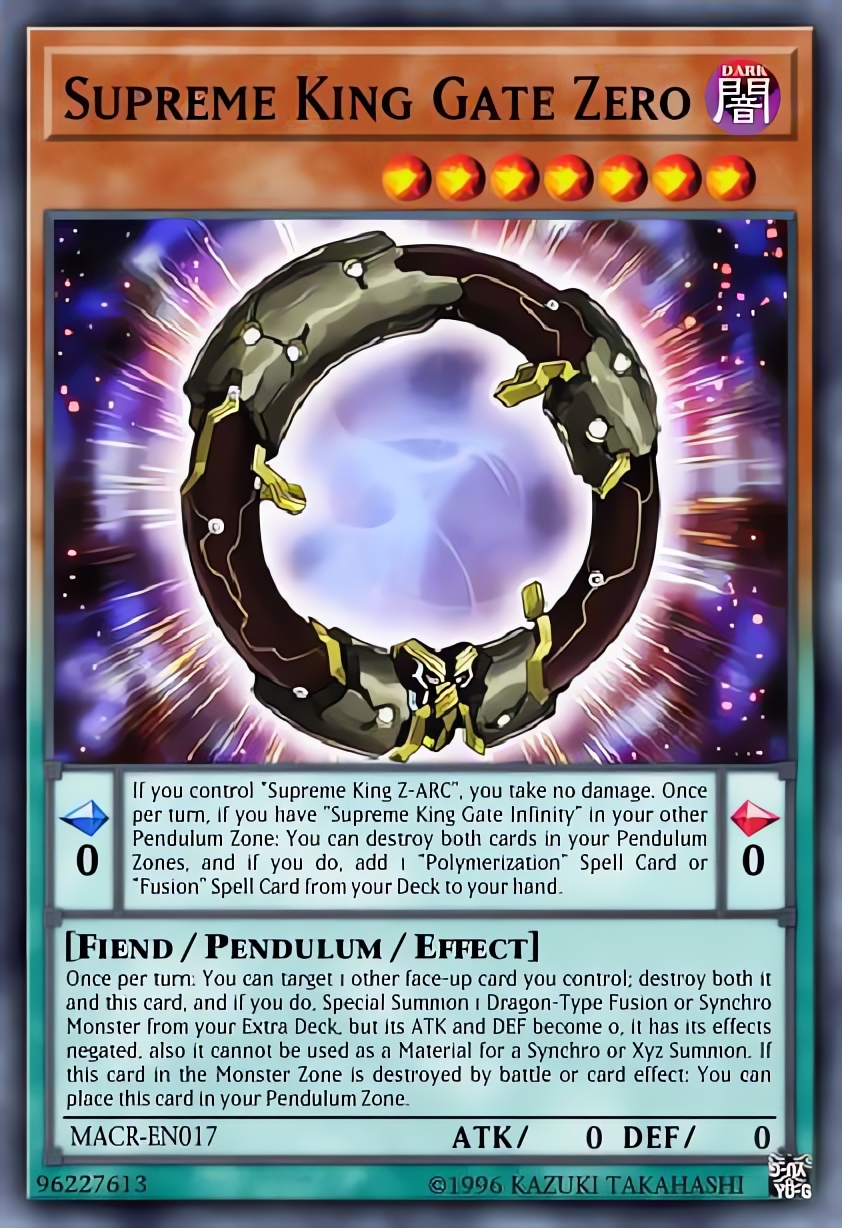 SUPREME KING GATE ZERO
DARK
闇
If you control "Supreme King Z-ARC", you take no damage. Once
per turn, if you have "Supreme King Gate Infinity" in your other
Pendulum Zone: You can destroy both cards in your Pendulum
Zones, and if you do, add 1 "Polymerization" Spell Card or
"Fusion" Spell Card from your Deck to your hand.
0
0
[FIEND / PENDULUM / EFFECT]
Once per turn: You can target 1 other face-up card you control; destroy both it
and this card, and if you do, Special Summon 1 Dragon-Type Fusion or Synchro
Monster from your Extra Deck, but its ATK and DEF become 0, it has its effects
negated, also it cannot be used as a Material for a Synchro or Xyz Summon. If
this card in the Monster Zone is destroyed by battle or card effect: You can
place this card in your Pendulum Zone.
MACR-EN017 ATK/ 0 DEF/ 0
96227613 ©1996 KAZUKI TAKAHASHI